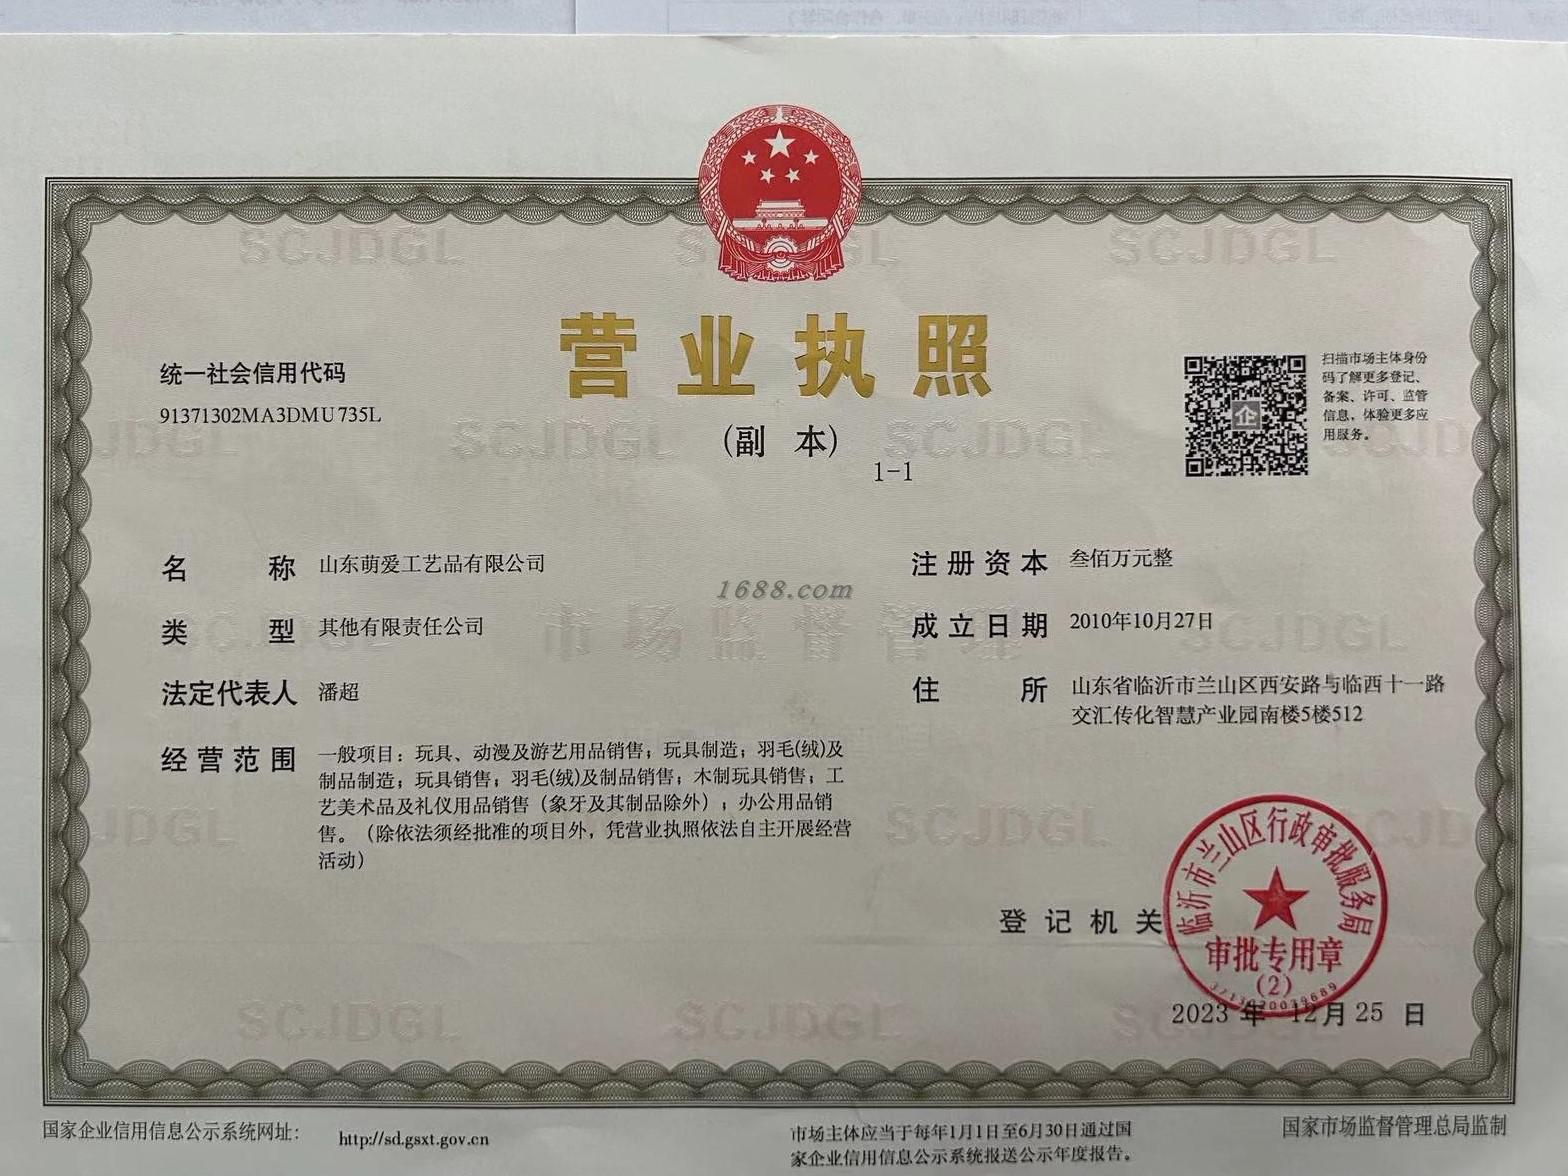 营业执照
(副 本)
1-1
统一社会信用代码
91371302MA3DMU735L
扫描市场主体身份
码了解更多登记、
备案、许可、监管
信息，体验更多应
用服务。
名称 山东萌爱工艺品有限公司
类型 其他有限责任公司
法定代表人 潘超
经营范围 一般项目：玩具、动漫及游艺用品销售；玩具制造；羽毛(绒)及
制品制造；玩具销售；羽毛(绒)及制品销售；木制玩具销售；工
艺美术品及礼仪用品销售（象牙及其制品除外）；办公用品销
售。（除依法须经批准的项目外，凭营业执照依法自主开展经营
活动）
注册资本 叁佰万元整
成立日期 2010年10月27日
住所 山东省临沂市兰山区西安路与临西十一路
交汇传化智慧产业园南楼5楼512
1688.com
市场监督管理
SCJDGL
登记机关
临沂市兰山区行政审批服务局
审批专用章
(2)
2023年12月25日
国家企业信用信息公示系统网址：
http://sd.gsxt.gov.cn
市场主体应当于每年1月1日至6月30日通过国
家企业信用信息公示系统报送公示年度报告。
国家市场监督管理总局监制